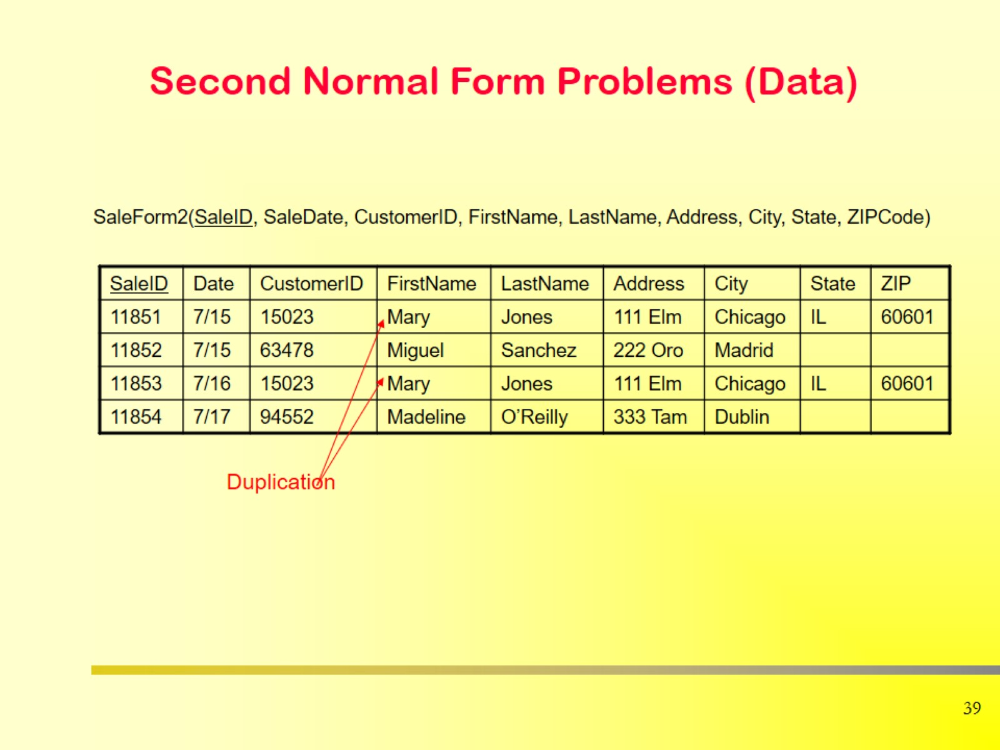 Second Normal Form Problems (Data)
SaleForm2(SaleID, SaleDate, CustomerID, FirstName, LastName, Address, City, State, ZIPCode)
SaleID Date CustomerID FirstName LastName Address City State ZIP
11851 7/15 15023 Mary Jones 111 Elm Chicago IL 60601
11852 7/15 63478 Miguel Sanchez 222 Oro Madrid
11853 7/16 15023 Mary Jones 111 Elm Chicago IL 60601
11854 7/17 94552 Madeline O’Reilly 333 Tam Dublin
Duplication
39